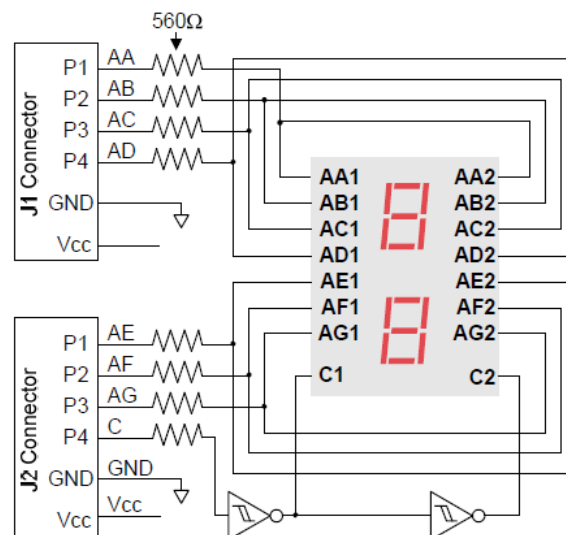 560Ω
J1 Connector
P1 AA
P2 AB
P3 AC
P4 AD
GND
Vcc
AA1 AA2
AB1 AB2
AC1 AC2
AD1 AD2
AE1 AE2
AF1 AF2
AG1 AG2
C1 C2
J2 Connector
P1 AE
P2 AF
P3 AG
P4 C
GND GND
Vcc Vcc